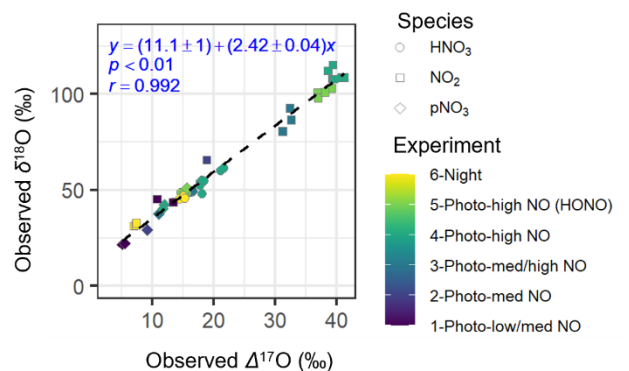 y = (11.1 ± 1) + (2.42 ± 0.04)x
p < 0.01
r = 0.992
100
50
0
10
20
30
40
Observed δ¹⁸O (‰)
Observed Δ¹⁷O (‰)
Species
HNO₃
NO₂
pNO₃
Experiment
6-Night
5-Photo-high NO (HONO)
4-Photo-high NO
3-Photo-med/high NO
2-Photo-med NO
1-Photo-low/med NO